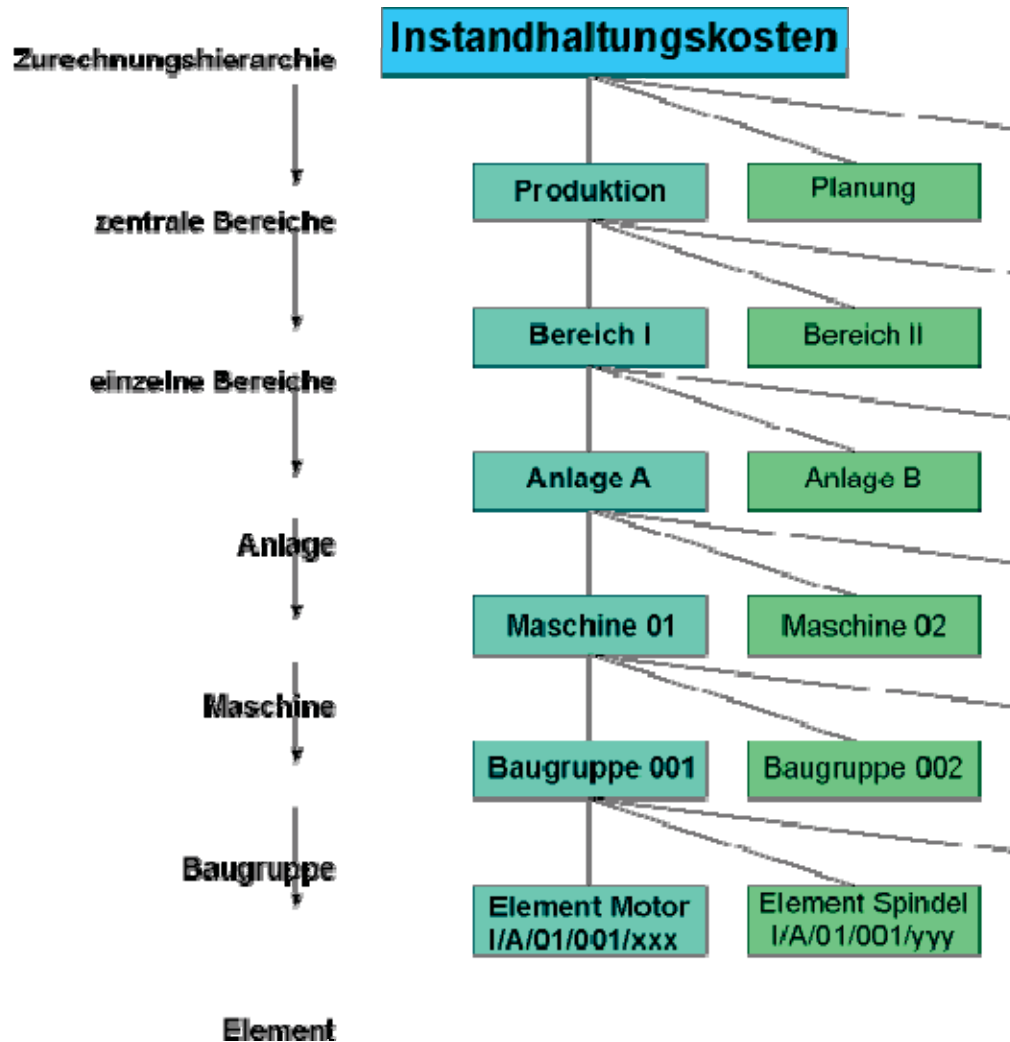 Instandhaltungskosten
Zurechnungshierarchie
Produktion
Planung
zentrale Bereiche
Bereich I
Bereich II
einzelne Bereiche
Anlage A
Anlage B
Anlage
Maschine 01
Maschine 02
Maschine
Baugruppe 001
Baugruppe 002
Baugruppe
Element Motor
I/A/01/001/xxx
Element Spindel
I/A/01/001/yyy
Element